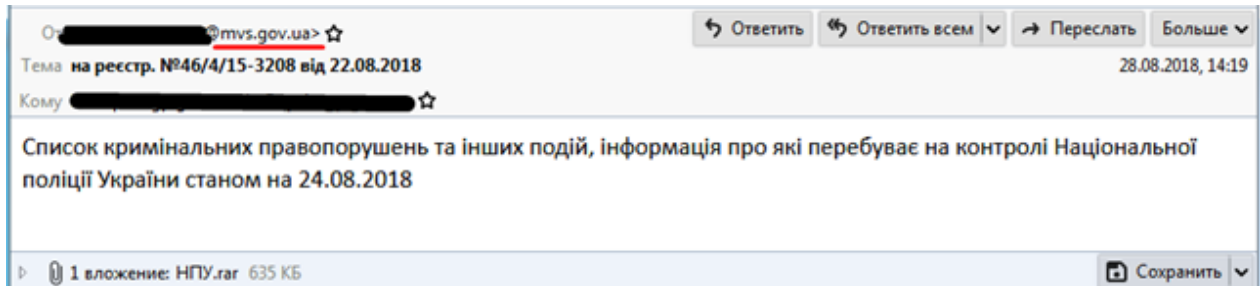 От @mvs.gov.ua> Ответить Ответить всем Переслать Больше
Тема на реєстр. №46/4/15-3208 від 22.08.2018 28.08.2018, 14:19
Кому
Список кримінальних правопорушень та інших подій, інформація про які перебуває на контролі Національної
поліції України станом на 24.08.2018
1 вложение: НПУ.rar 635 КБ Сохранить